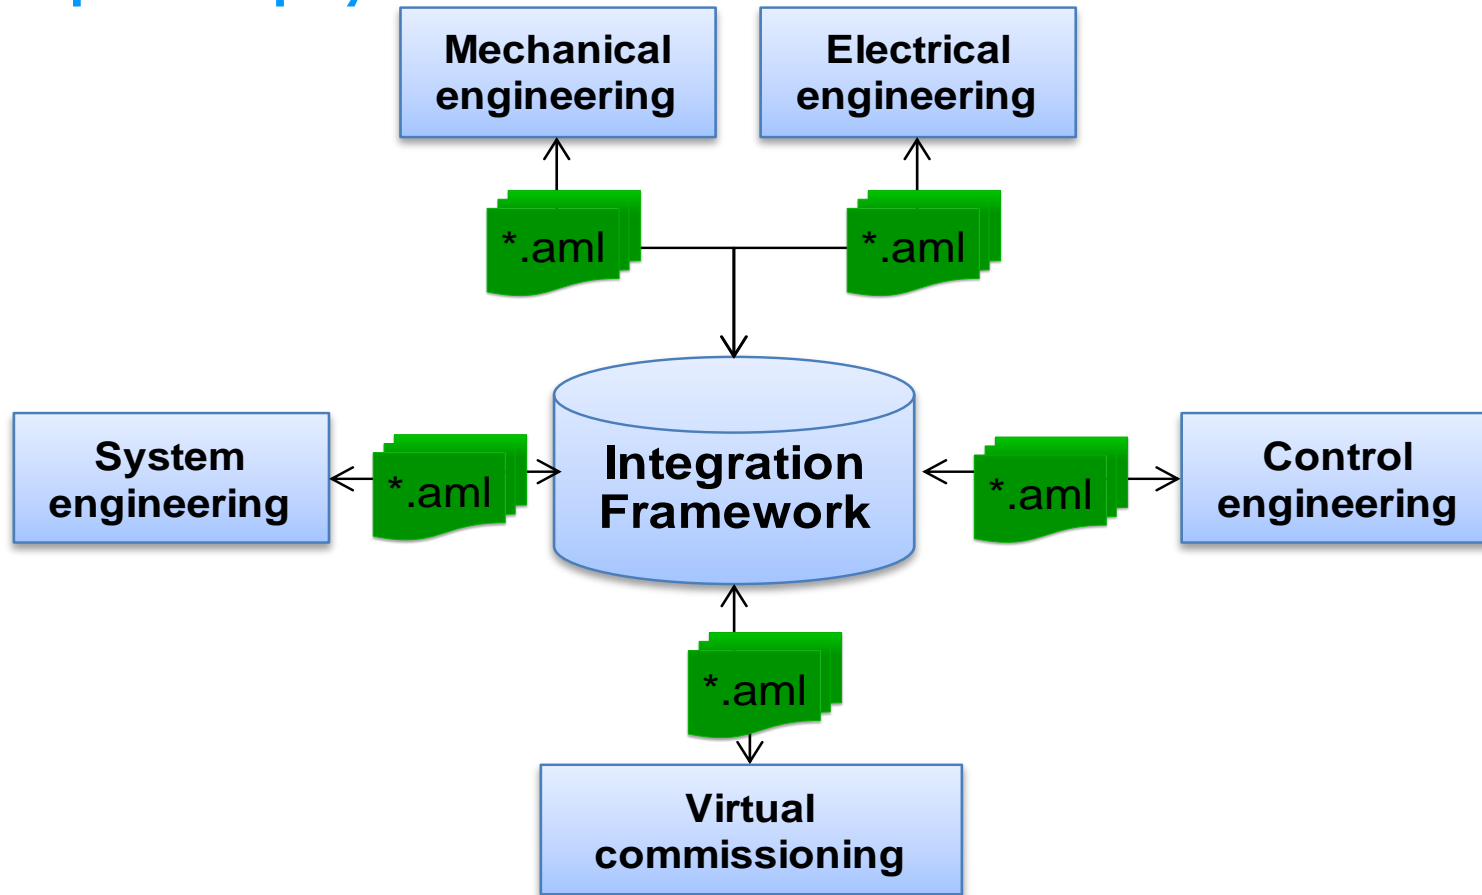 Mechanical
engineering
Electrical
engineering
*.aml
*.aml
System
engineering
*.aml
Integration
Framework
*.aml
Control
engineering
*.aml
Virtual
commissioning